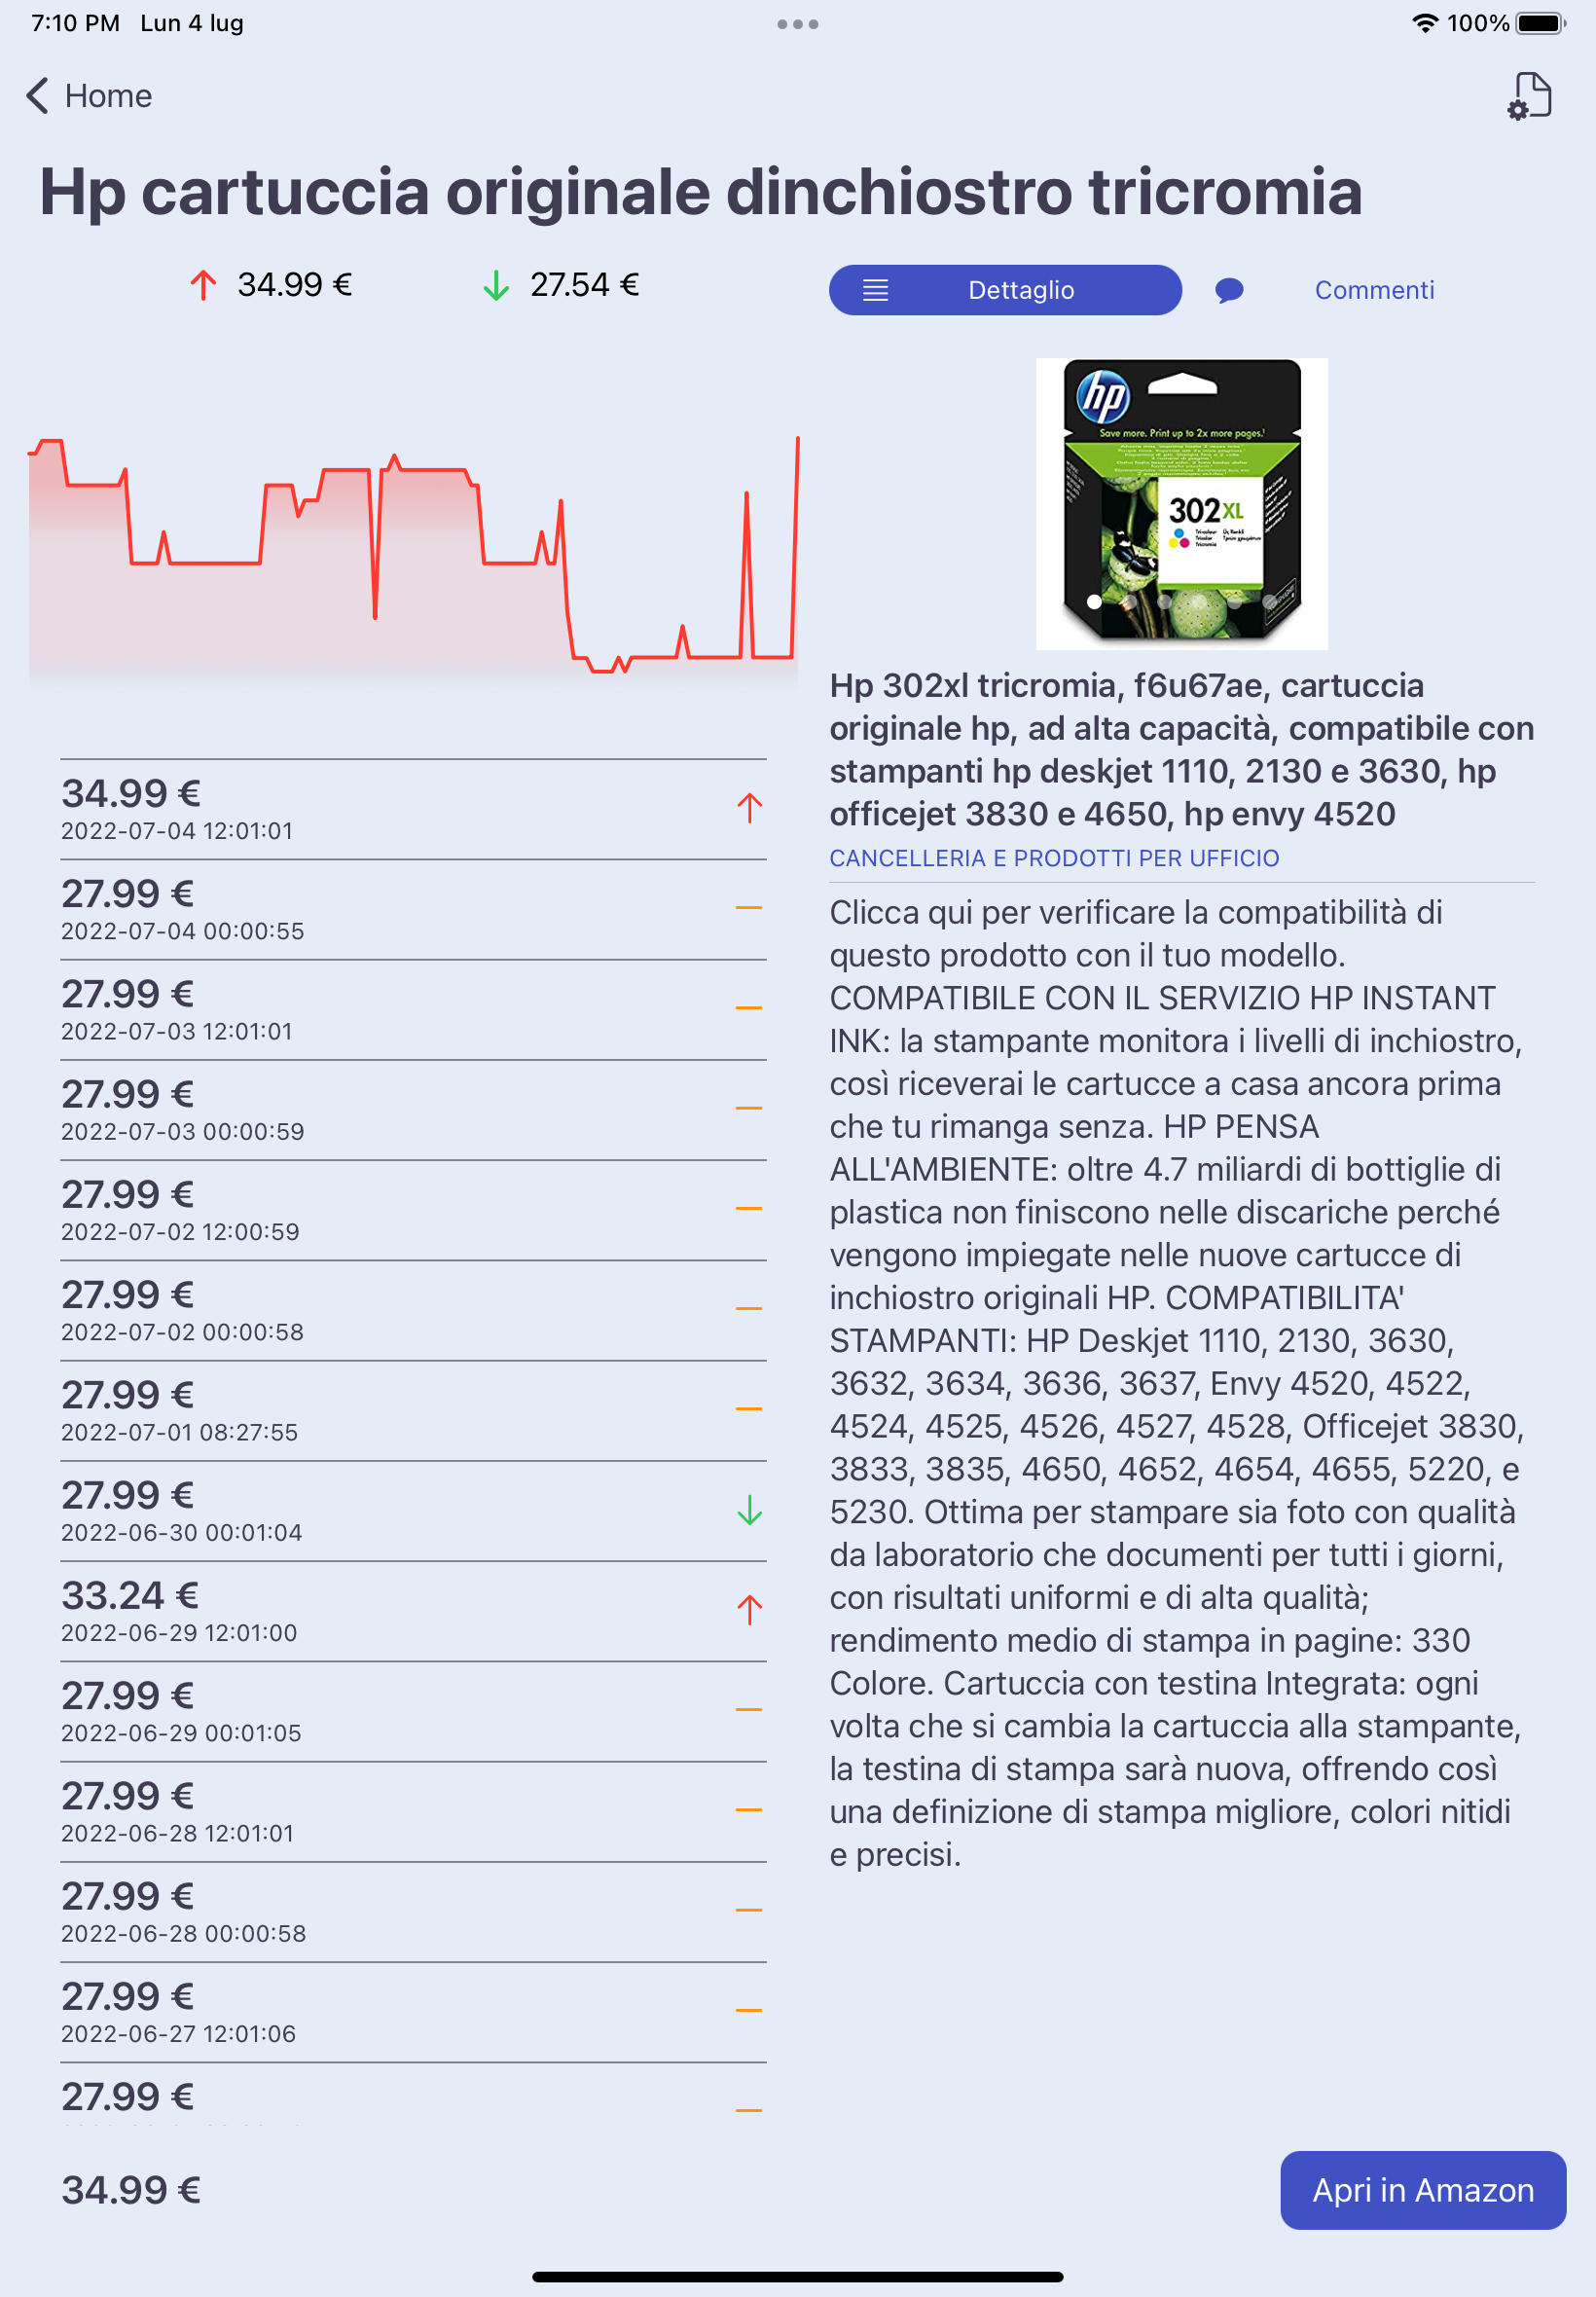 7:10 PM Lun 4 lug
100%
Home
Hp cartuccia originale dinchiostro tricromia
34.99 €
27.54 €
Dettaglio
Commenti
hp
Save more. Print up to 2x more pages.¹
302XL
Hp 302xl tricromia, f6u67ae, cartuccia
originale hp, ad alta capacità, compatibile con
stampanti hp deskjet 1110, 2130 e 3630, hp
officejet 3830 e 4650, hp envy 4520
CANCELLERIA E PRODOTTI PER UFFICIO
Clicca qui per verificare la compatibilità di
questo prodotto con il tuo modello.
COMPATIBILE CON IL SERVIZIO HP INSTANT
INK: la stampante monitora i livelli di inchiostro,
così riceverai le cartucce a casa ancora prima
che tu rimanga senza. HP PENSA
ALL'AMBIENTE: oltre 4.7 miliardi di bottiglie di
plastica non finiscono nelle discariche perché
vengono impiegate nelle nuove cartucce di
inchiostro originali HP. COMPATIBILITA'
STAMPANTI: HP Deskjet 1110, 2130, 3630,
3632, 3634, 3636, 3637, Envy 4520, 4522,
4524, 4525, 4526, 4527, 4528, Officejet 3830,
3833, 3835, 4650, 4652, 4654, 4655, 5220, e
5230. Ottima per stampare sia foto con qualità
da laboratorio che documenti per tutti i giorni,
con risultati uniformi e di alta qualità;
rendimento medio di stampa in pagine: 330
Colore. Cartuccia con testina Integrata: ogni
volta che si cambia la cartuccia alla stampante,
la testina di stampa sarà nuova, offrendo così
una definizione di stampa migliore, colori nitidi
e precisi.
34.99 €
2022-07-04 12:01:01
27.99 €
2022-07-04 00:00:55
27.99 €
2022-07-03 12:01:01
27.99 €
2022-07-03 00:00:59
27.99 €
2022-07-02 12:00:59
27.99 €
2022-07-02 00:00:58
27.99 €
2022-07-01 08:27:55
27.99 €
2022-06-30 00:01:04
33.24 €
2022-06-29 12:01:00
27.99 €
2022-06-29 00:01:05
27.99 €
2022-06-28 12:01:01
27.99 €
2022-06-28 00:00:58
27.99 €
2022-06-27 12:01:06
27.99 €
34.99 €
Apri in Amazon